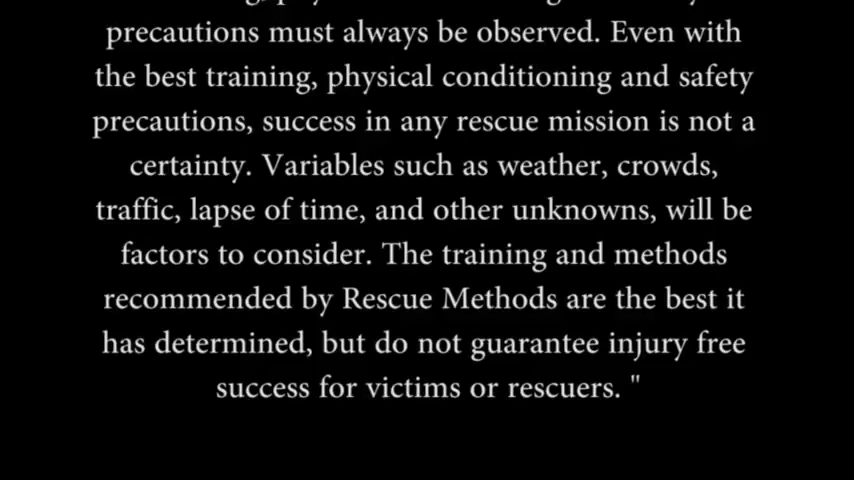 precautions must always be observed. Even with
the best training, physical conditioning and safety
precautions, success in any rescue mission is not a
certainty. Variables such as weather, crowds,
traffic, lapse of time, and other unknowns, will be
factors to consider. The training and methods
recommended by Rescue Methods are the best it
has determined, but do not guarantee injury free
success for victims or rescuers. "